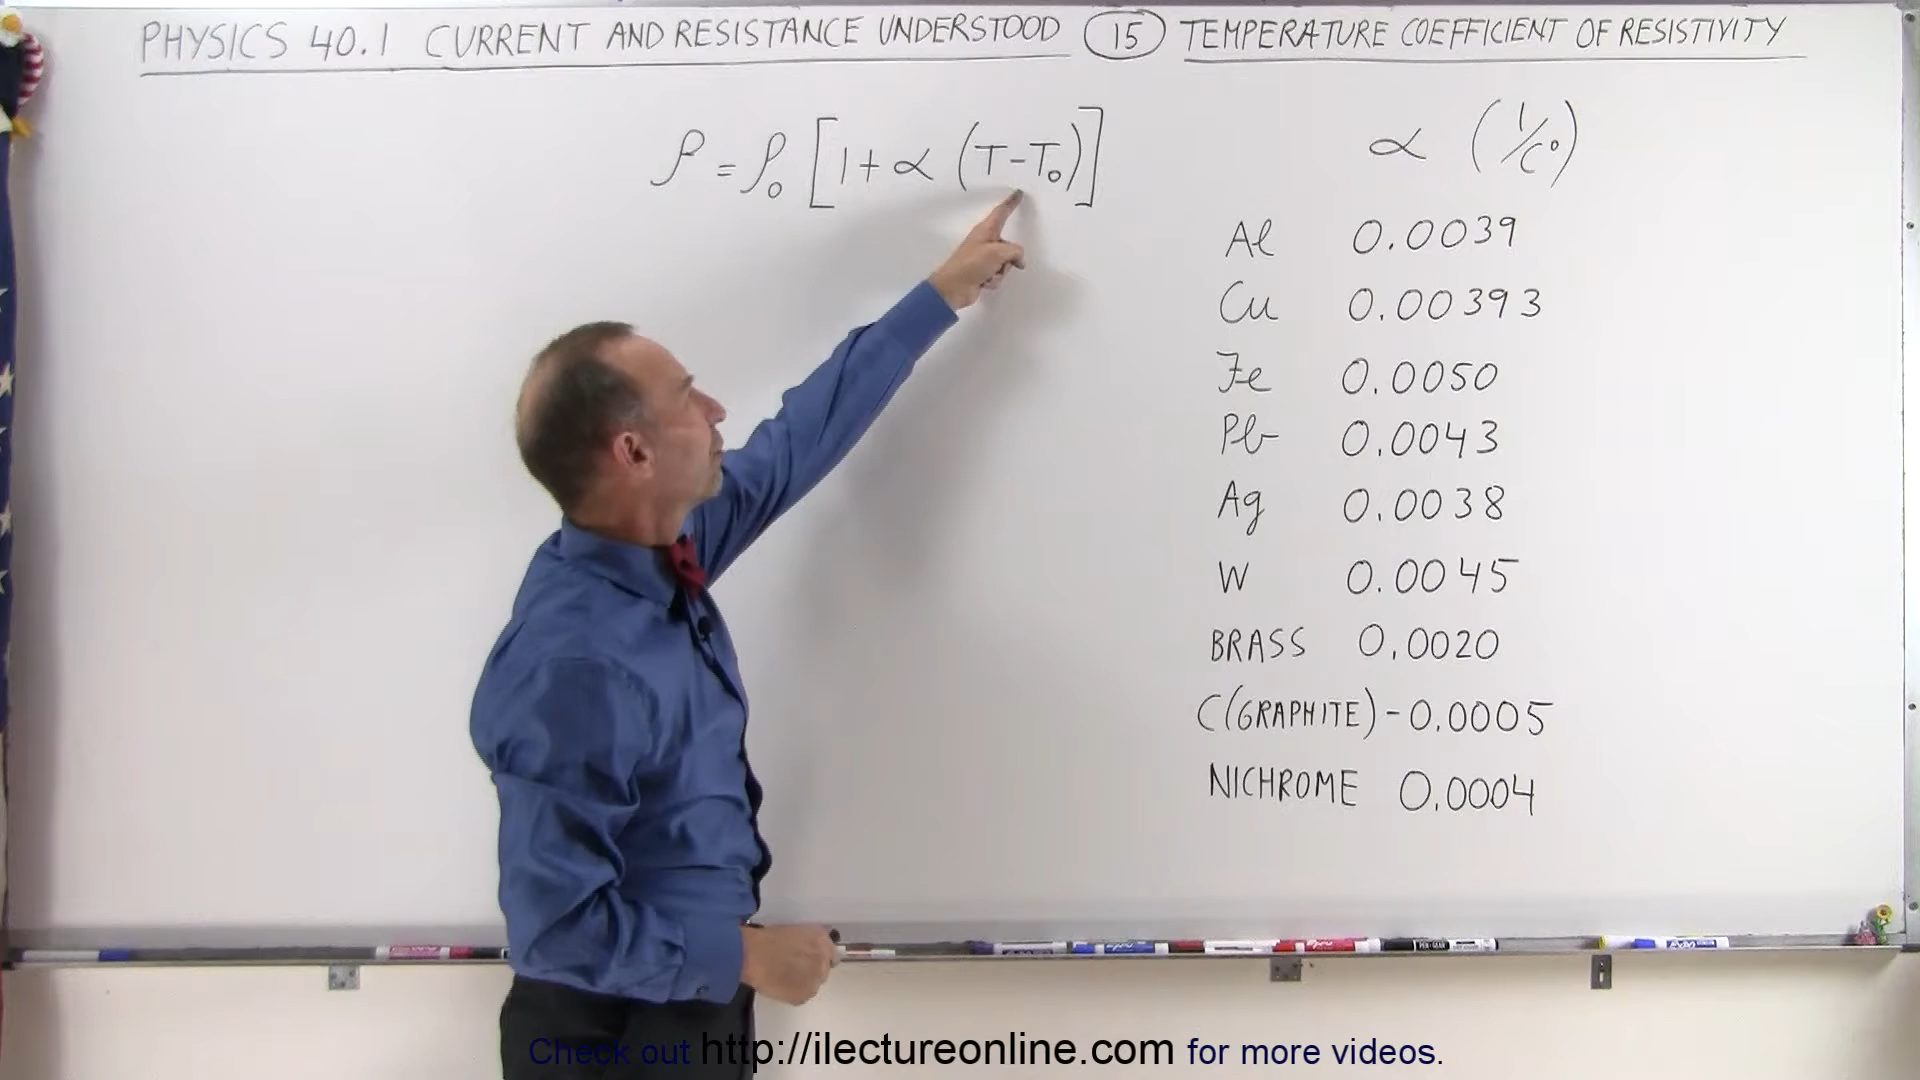 PHYSICS 40.1 CURRENT AND RESISTANCE UNDERSTOOD (15) TEMPERATURE COEFFICIENT OF RESISTIVITY
ρ = ρ₀ [1 + α (T - T₀)]
α (1/C°)
Al 0.0039
Cu 0.00393
Fe 0.0050
Pb 0.0043
Ag 0.0038
W 0.0045
BRASS 0.0020
C(GRAPHITE) -0.0005
NICHROME 0.0004
Check out http://ilectureonline.com for more videos.